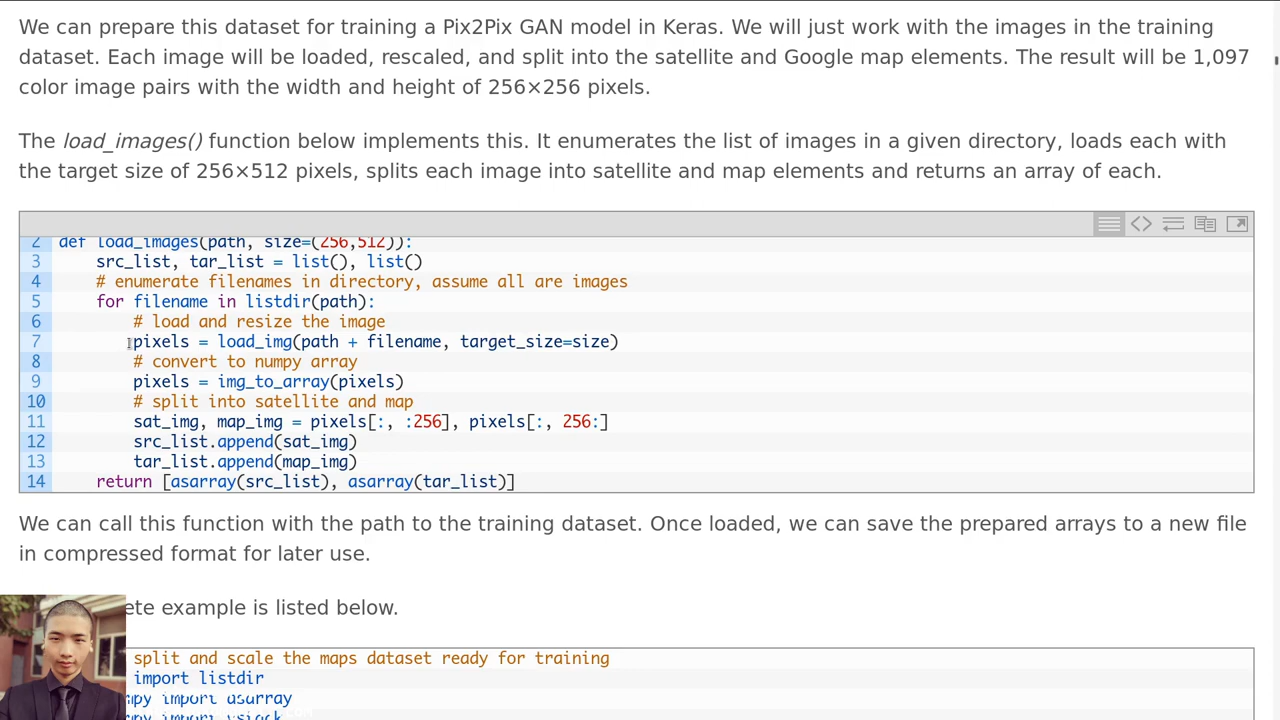 We can prepare this dataset for training a Pix2Pix GAN model in Keras. We will just work with the images in the training
dataset. Each image will be loaded, rescaled, and split into the satellite and Google map elements. The result will be 1,097
color image pairs with the width and height of 256×256 pixels.
The load_images() function below implements this. It enumerates the list of images in a given directory, loads each with
the target size of 256×512 pixels, splits each image into satellite and map elements and returns an array of each.
2 def load_images(path, size=(256,512)):
3 src_list, tar_list = list(), list()
4 # enumerate filenames in directory, assume all are images
5 for filename in listdir(path):
6 # load and resize the image
7 pixels = load_img(path + filename, target_size=size)
8 # convert to numpy array
9 pixels = img_to_array(pixels)
10 # split into satellite and map
11 sat_img, map_img = pixels[:, :256], pixels[:, 256:]
12 src_list.append(sat_img)
13 tar_list.append(map_img)
14 return [asarray(src_list), asarray(tar_list)]
We can call this function with the path to the training dataset. Once loaded, we can save the prepared arrays to a new file
in compressed format for later use.
ete example is listed below.
split and scale the maps dataset ready for training
import listdir
mpy import asarray
mpy import vstack